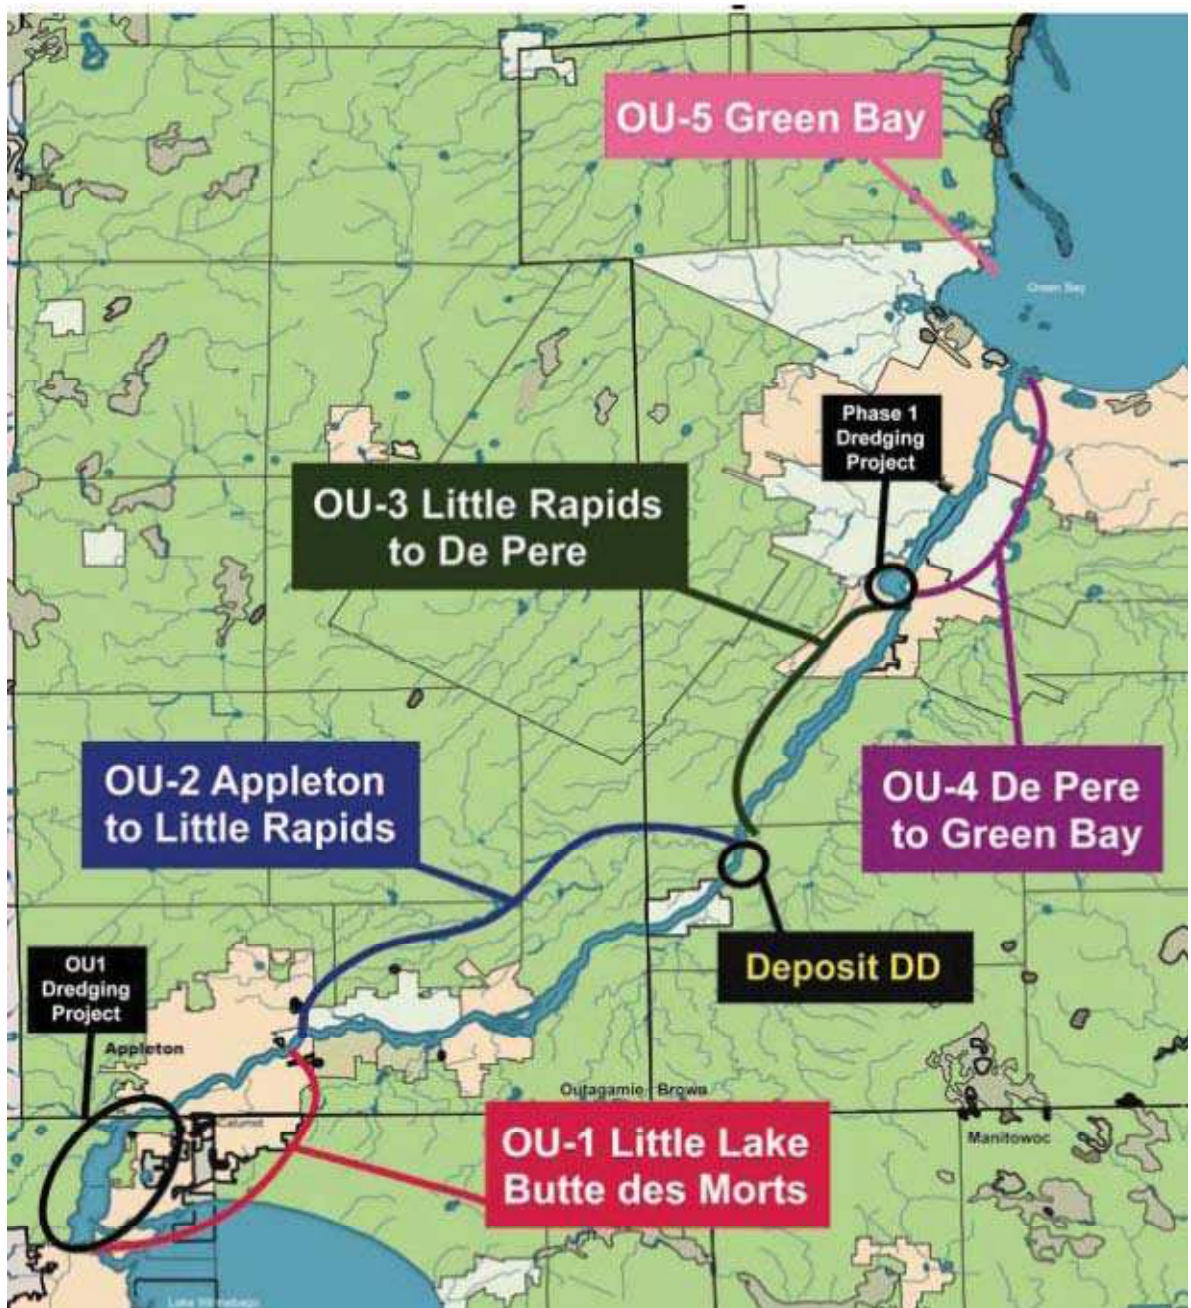 OU-5 Green Bay
Green Bay
Phase 1
Dredging
Project
OU-3 Little Rapids
to De Pere
OU-2 Appleton
to Little Rapids
OU-4 De Pere
to Green Bay
Deposit DD
OU1
Dredging
Project
Appleton
Outagamie Brown
Calumet
Manitowoc
OU-1 Little Lake
Butte des Morts
Lake Winnebago